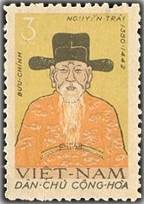 3
NGUYỄN-TRÃI
1380-1442
BƯU-CHÍNH
VIỆT-NAM
DÂN-CHỦ CỘNG-HÒA